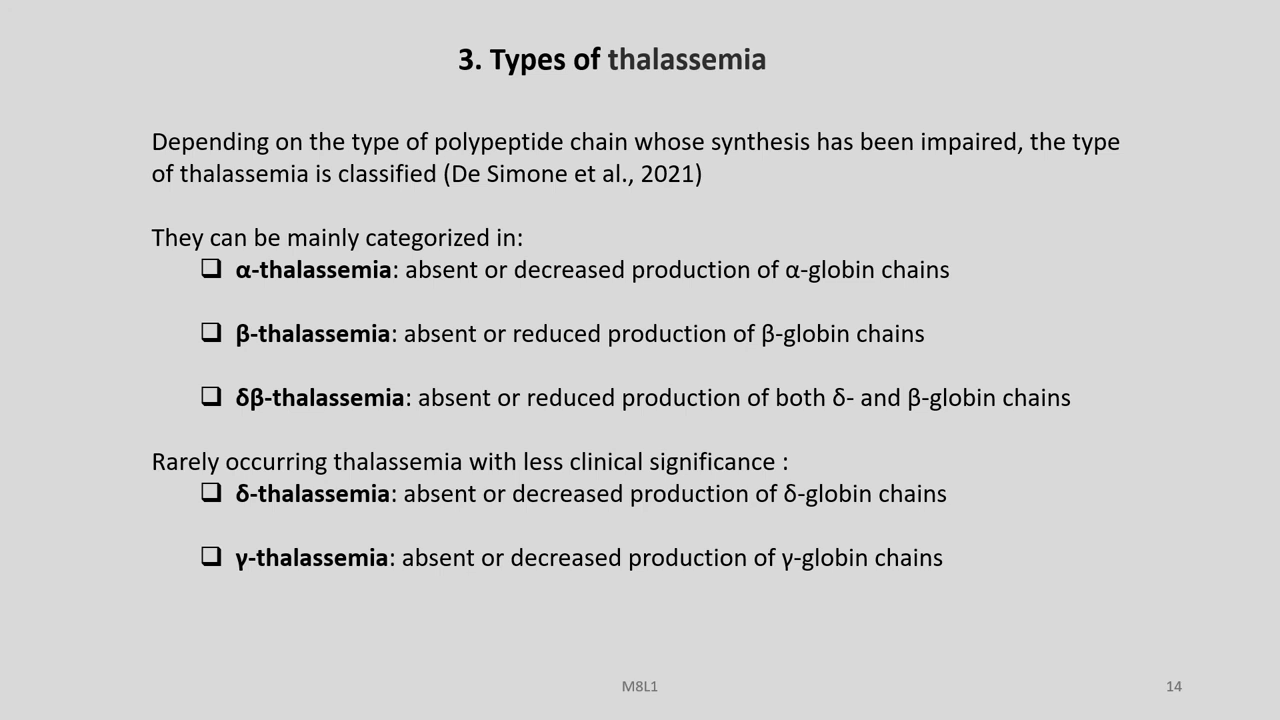 3. Types of thalassemia
Depending on the type of polypeptide chain whose synthesis has been impaired, the type
of thalassemia is classified (De Simone et al., 2021)
They can be mainly categorized in:
❑ α-thalassemia: absent or decreased production of α-globin chains
❑ β-thalassemia: absent or reduced production of β-globin chains
❑ δβ-thalassemia: absent or reduced production of both δ- and β-globin chains
Rarely occurring thalassemia with less clinical significance :
❑ δ-thalassemia: absent or decreased production of δ-globin chains
❑ γ-thalassemia: absent or decreased production of γ-globin chains
M8L1
14